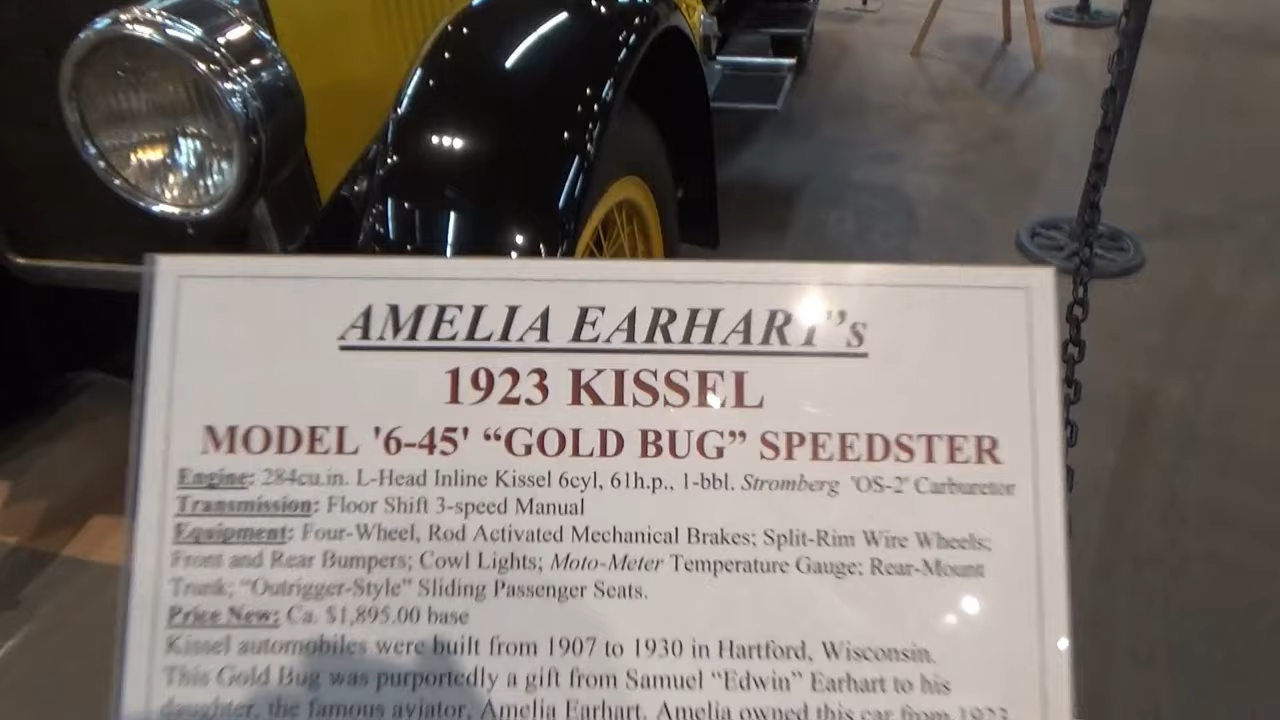 AMELIA EARHART"s
1923 KISSEL
MODEL '6-45' “GOLD BUG” SPEEDSTER
Engine: 284cu.in. L-Head Inline Kissel 6cyl, 61h.p., 1-bbl. Stromberg 'OS-2' Carburetor
Transmission: Floor Shift 3-speed Manual
Equipment: Four-Wheel, Rod Activated Mechanical Brakes; Split-Rim Wire Wheels;
Front and Rear Bumpers; Cowl Lights; Moto-Meter Temperature Gauge; Rear-Mount
Trunk; “Outrigger-Style” Sliding Passenger Seats.
Price New: Ca. $1,895.00 base
Kissel automobiles were built from 1907 to 1930 in Hartford, Wisconsin.
This Gold Bug was purportedly a gift from Samuel “Edwin” Earhart to his
daughter, the famous aviator, Amelia Earhart. Amelia owned this car from 1923